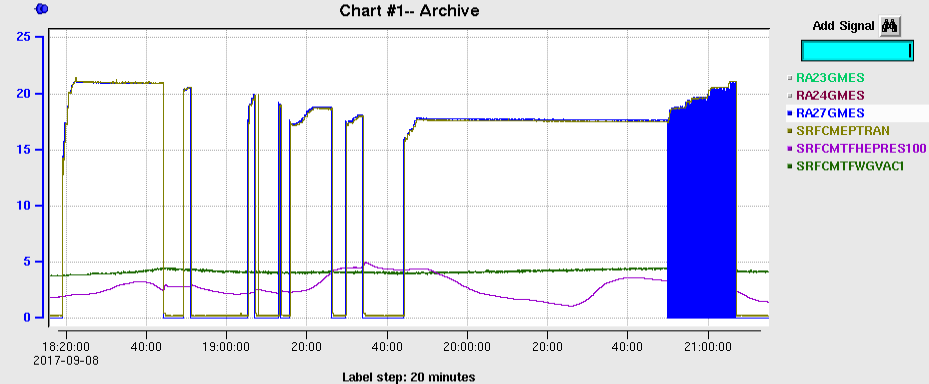 Chart #1-- Archive
25
20
15
10
5
0
18:20:00 40:00 19:00:00 20:00 40:00 20:00:00 20:00 40:00 21:00:00
2017-09-08
Label step: 20 minutes
Add Signal
RA23GMES
RA24GMES
RA27GMES
SRFCMEPTRAN
SRFCMTFHEPRES100
SRFCMTFWGVAC1